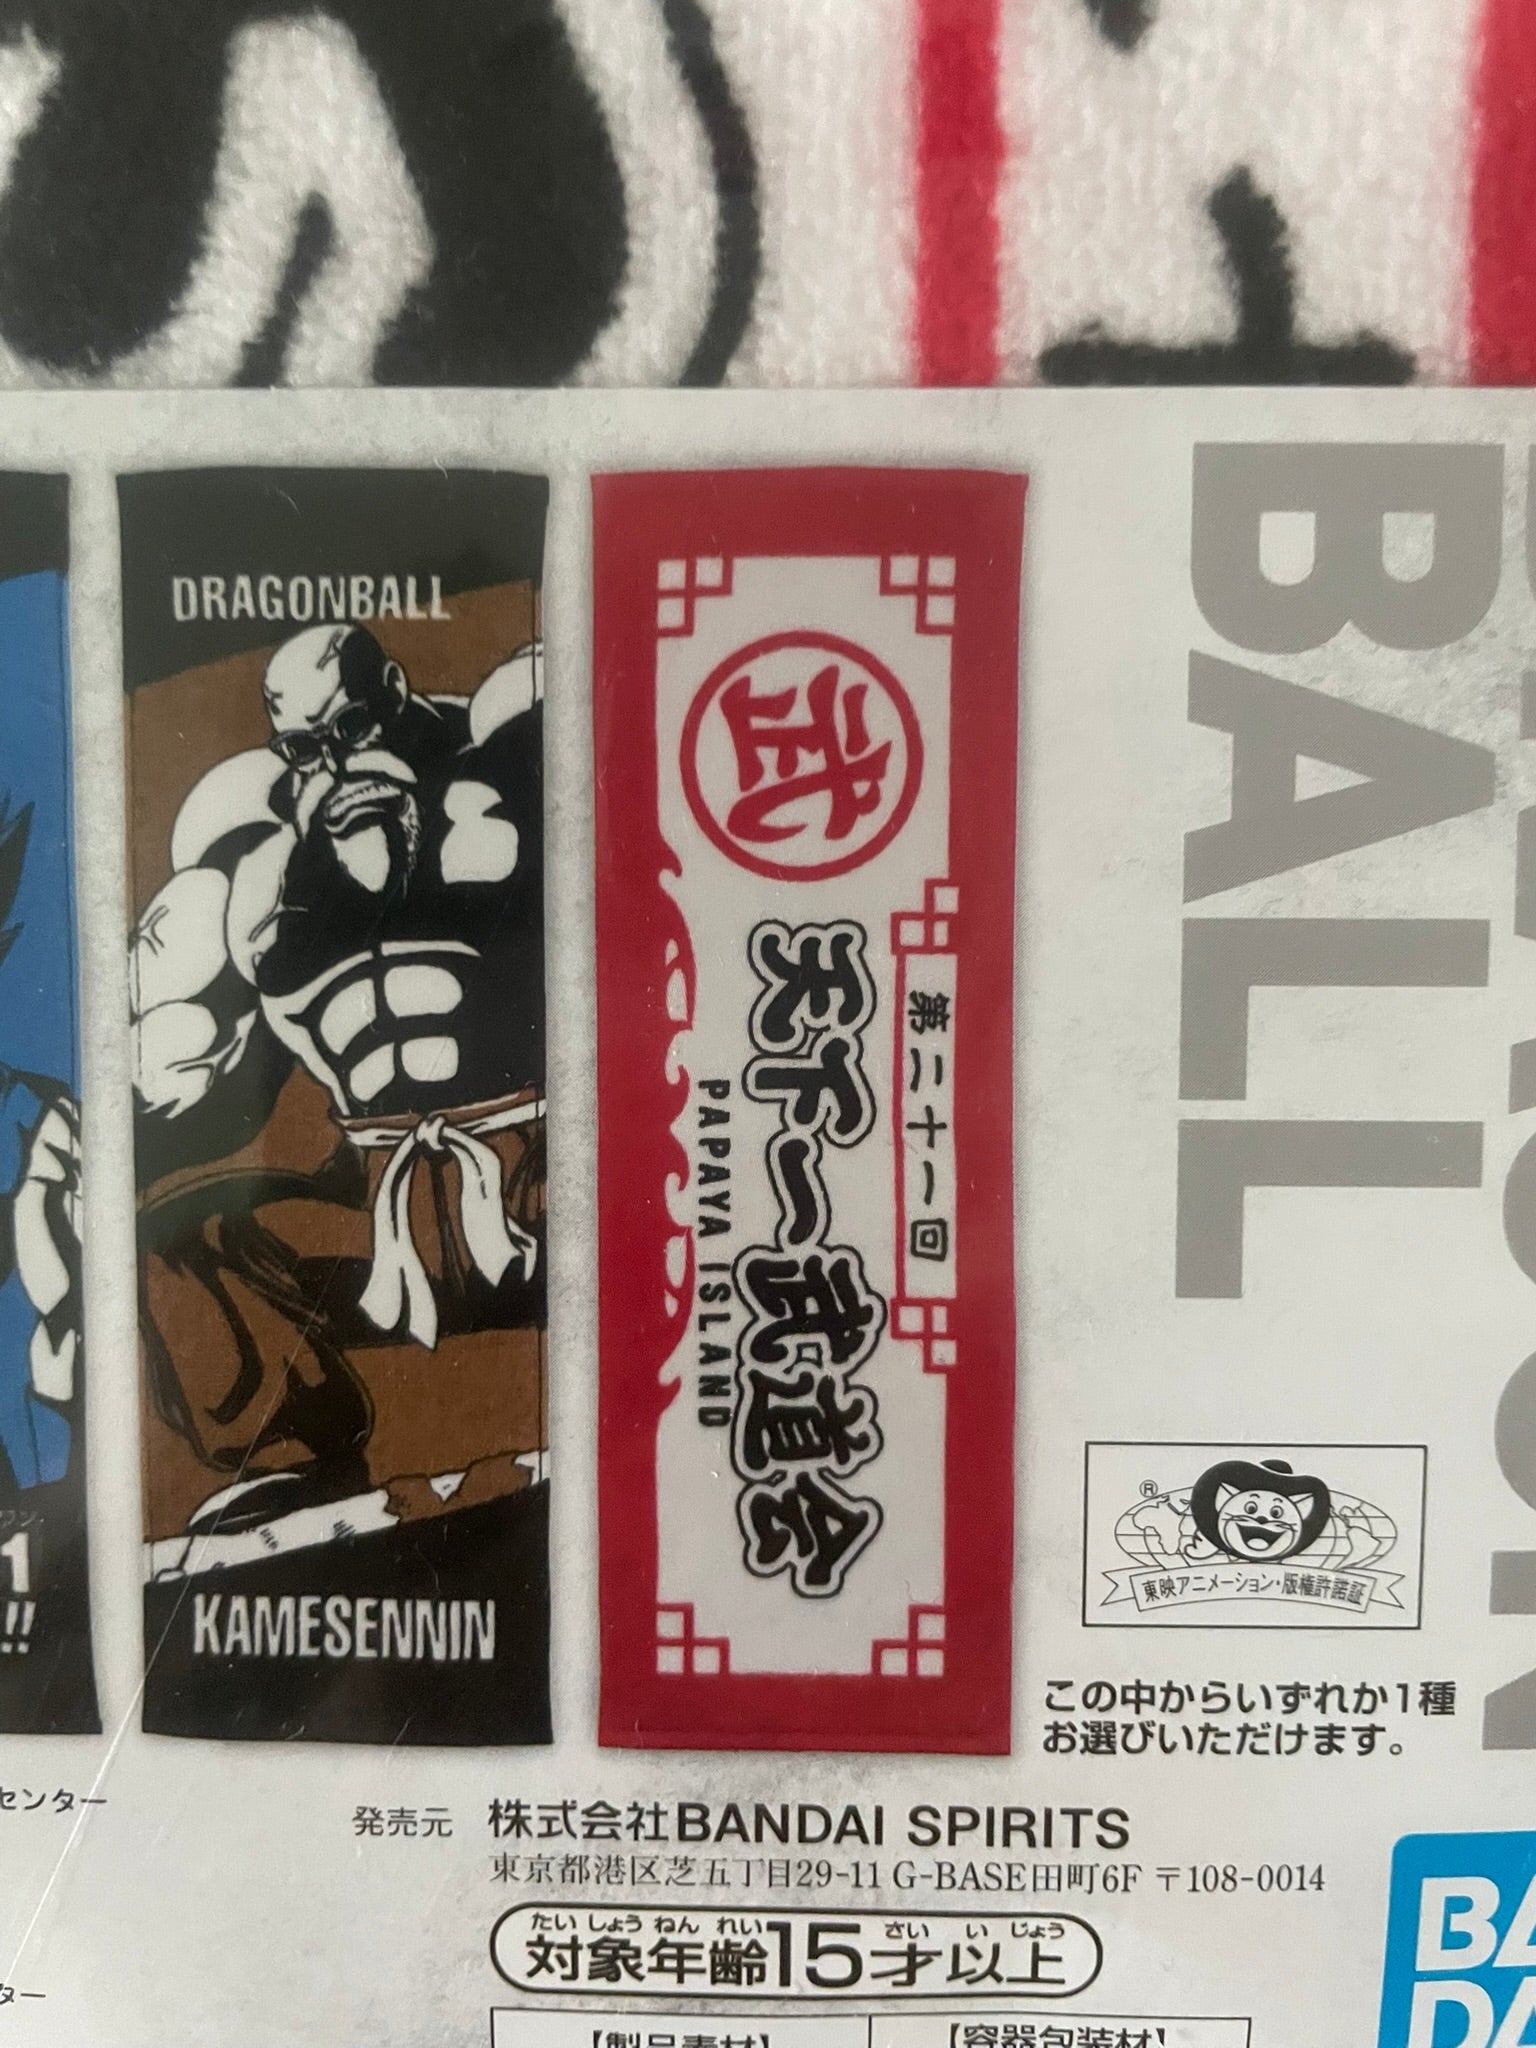 DRAGONBALL
KAMESENNIN
1
!!
武
第二十一回
天下一武道会
PAPAYA ISLAND
BALL
®
東映アニメーション・版権許諾証
この中からいずれか1種
お選びいただけます。
センター
発売元 株式会社BANDAI SPIRITS
東京都港区芝五丁目29-11 G-BASE田町6F 〒108-0014
たいしょうねんれい さいいじょう
対象年齢15才以上
ター
【製品素材】 【容器包装材】